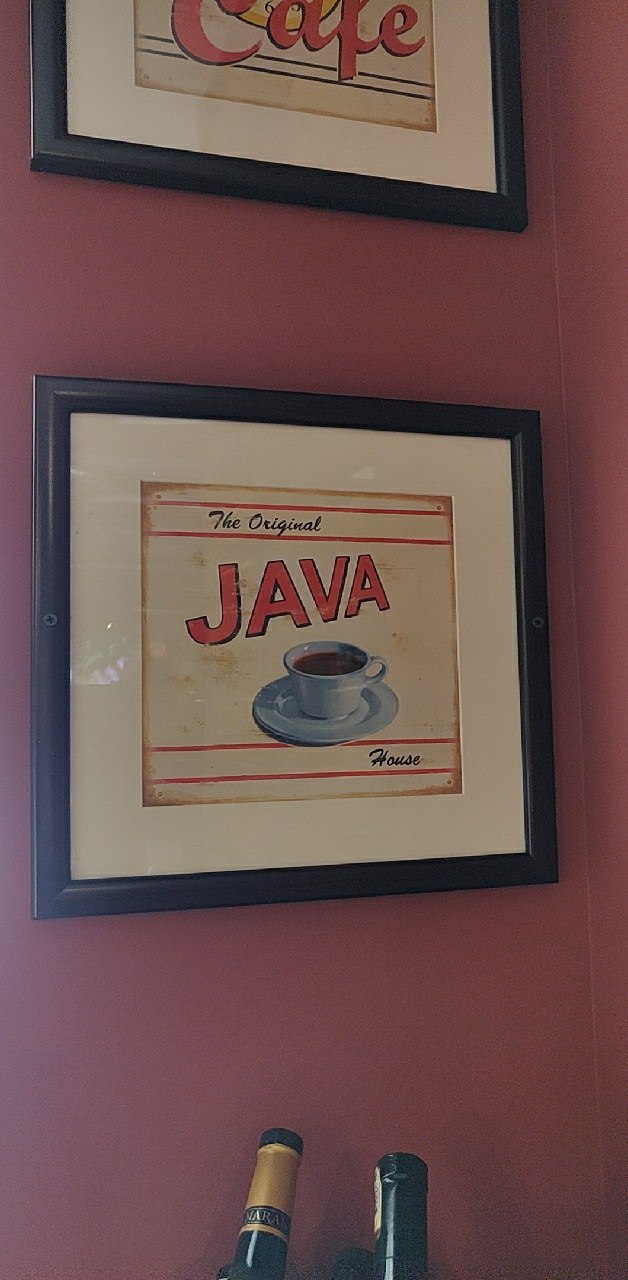 Cafe
The Original
JAVA
House